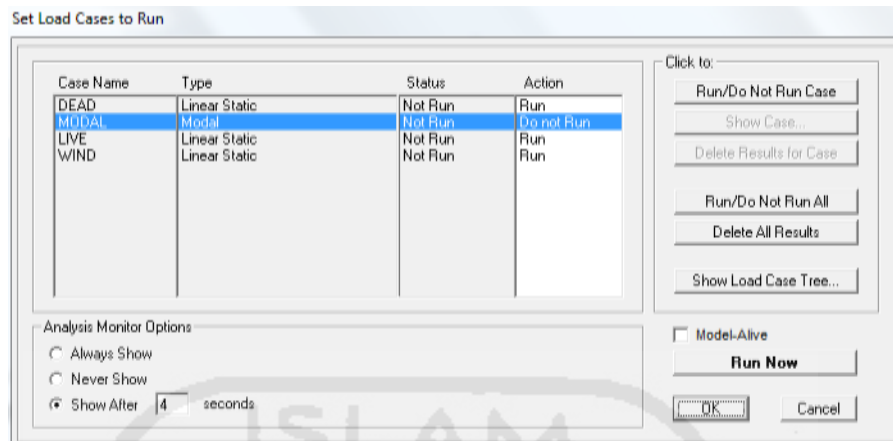 Set Load Cases to Run
Case Name Type Status Action
DEAD Linear Static Not Run Run
MODAL Modal Not Run Do not Run
LIVE Linear Static Not Run Run
WIND Linear Static Not Run Run
Click to:
Run/Do Not Run Case
Show Case...
Delete Results for Case
Run/Do Not Run All
Delete All Results
Show Load Case Tree...
Analysis Monitor Options
Always Show
Never Show
Show After 4 seconds
Model-Alive
Run Now
OK Cancel
ISLAM